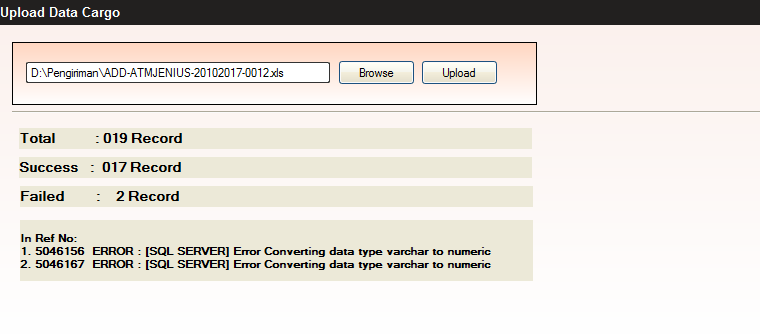 Upload Data Cargo
D:\Pengiriman\ADD-ATMJENIUS-20102017-0012.xls Browse Upload
Total : 019 Record
Success : 017 Record
Failed : 2 Record
In Ref No:
1. 5046156 ERROR : [SQL SERVER] Error Converting data type varchar to numeric
2. 5046167 ERROR : [SQL SERVER] Error Converting data type varchar to numeric